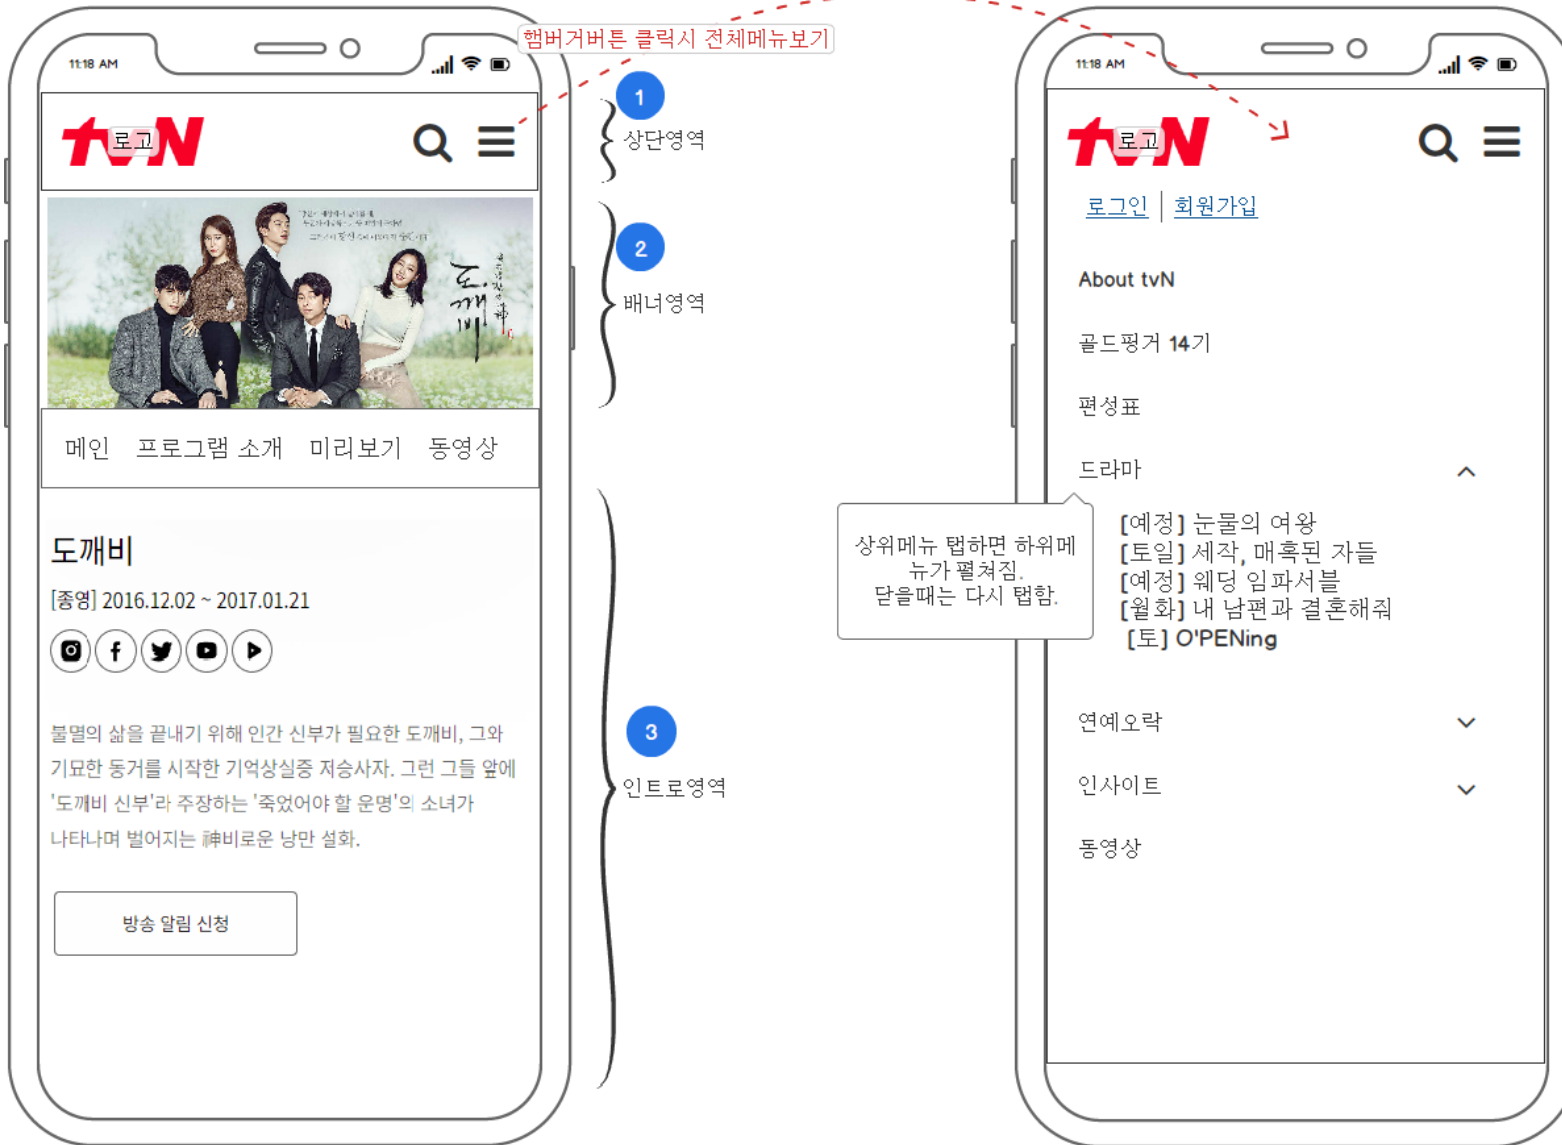 햄버거버튼 클릭시 전체메뉴보기
11:18 AM
tvN
로고
1
상단영역
2
배너영역
도깨비
메인 프로그램 소개 미리보기 동영상
도깨비
[종영] 2016.12.02 ~ 2017.01.21
불멸의 삶을 끝내기 위해 인간 신부가 필요한 도깨비, 그와
기묘한 동거를 시작한 기억상실증 저승사자. 그런 그들 앞에
'도깨비 신부'라 주장하는 '죽었어야 할 운명'의 소녀가
나타나며 벌어지는 神비로운 낭만 설화.
방송 알림 신청
3
인트로영역
11:18 AM
tvN
로고
로그인 | 회원가입
About tvN
골드핑거 14기
편성표
드라마
상위메뉴 탭하면 하위메
뉴가 펼쳐짐.
닫을때는 다시 탭함.
[예정] 눈물의 여왕
[토일] 세작, 매혹된 자들
[예정] 웨딩 임파서블
[월화] 내 남편과 결혼해줘
[토] O'PENing
연예오락
인사이트
동영상